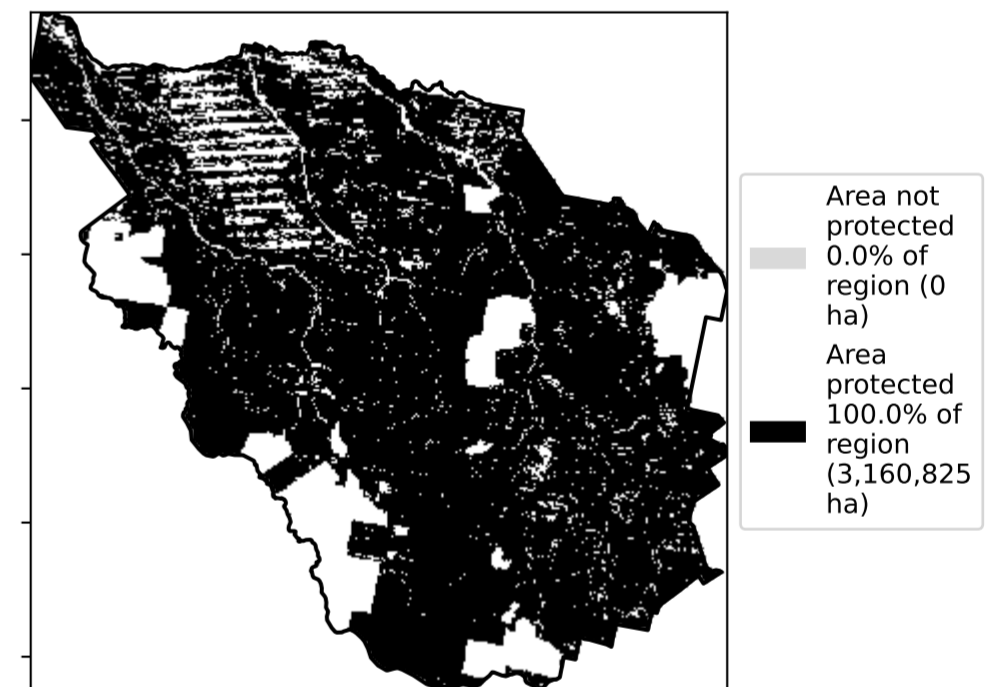 Area not
protected
0.0% of
region (0
ha)
Area
protected
100.0% of
region
(3,160,825
ha)